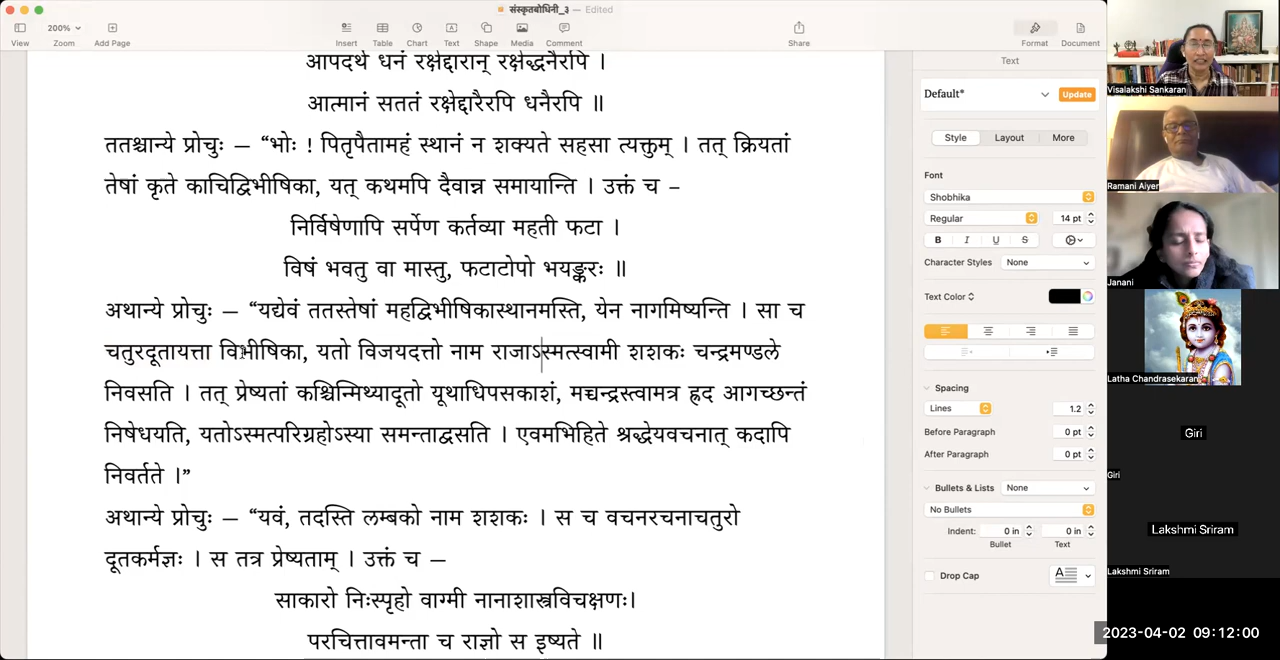 संस्कृतबोधिनी_३ — Edited
200%
View Zoom Add Page Insert Table Chart Text Shape Media Comment Share Format Document
आपदर्थे धनं रक्षेद्दारान् रक्षेद्धनैरपि ।
आत्मानं सततं रक्षेद्दारैरपि धनैरपि ॥
ततश्चान्ये प्रोचुः – “भोः ! पितृपैतामहं स्थानं न शक्यते सहसा त्यक्तुम् । तत् क्रियतां
तेषां कृते काचिद्विभीषिका, यत् कथमपि दैवान्न समायान्ति । उक्तं च –
निर्विषेणापि सर्पेण कर्तव्या महती फटा ।
विषं भवतु वा मास्तु, फटाटोपो भयङ्करः ॥
अथान्ये प्रोचुः – “यद्येवं ततस्तेषां महद्विभीषिकास्थानमस्ति, येन नागमिष्यन्ति । सा च
चतुरदूतायत्ता विभीषिका, यतो विजयदत्तो नाम राजाऽस्मत्स्वामी शशकः चन्द्रमण्डले
निवसति । तत् प्रेष्यतां कश्चिन्मिथ्यादूतो यूथाधिपसकाशं, मच्चन्द्रस्वामत्र ह्रद आगच्छन्तं
निषेधयति, यतोऽस्मत्परिग्रहोऽस्या समन्ताद्वसति । एवमभिहिते श्रद्धेयवचनात् कदापि
निवर्तते ।”
अथान्ये प्रोचुः – “यवं, तदस्ति लम्बको नाम शशकः । स च वचनरचनाचतुरो
दूतकर्मज्ञः । स तत्र प्रेष्यताम् । उक्तं च –
साकारो निःस्पृहो वाग्मी नानाशास्त्रविचक्षणः।
परचित्तावमन्ता च राज्ञो स इष्यते ॥
Text
Default*
Update
Style Layout More
Font
Shobhika
Regular 14 pt
B I U S
Character Styles None
Text Color
Spacing
Lines 1.2
Before Paragraph 0 pt
After Paragraph 0 pt
Bullets & Lists None
No Bullets
Indent: 0 in 0 in
Bullet Text
Drop Cap
Visalakshi Sankaran
Ramani Aiyer
Janani
Latha Chandrasekaran
Giri
Giri
Lakshmi Sriram
Lakshmi Sriram
2023-04-02 09:12:00